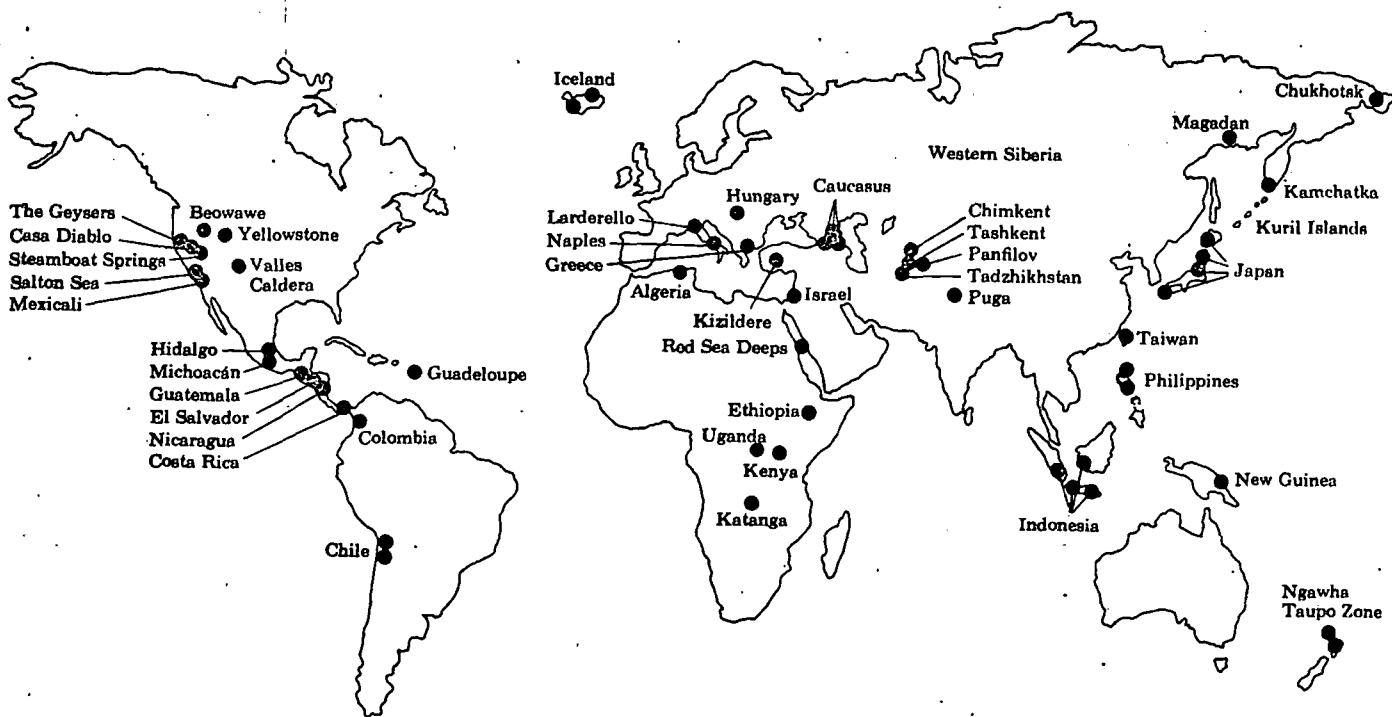 Iceland
Chukhotsk
Magadan
Western Siberia
Kamchatka
Kuril Islands
The Geysers
Casa Diablo
Steamboat Springs
Salton Sea
Mexicali
Beowawe
Yellowstone
Valles
Caldera
Larderello
Naples
Greece
Hungary
Caucasus
Chimkent
Tashkent
Panfilov
Tadzhikhstan
Puga
Japan
Algeria
Israel
Kizildere
Rod Sea Deeps
Taiwan
Philippines
Hidalgo
Michoacán
Guatemala
El Salvador
Nicaragua
Costa Rica
Guadeloupe
Colombia
Ethiopia
Uganda
Kenya
Katanga
New Guinea
Indonesia
Chile
Ngawha
Taupo Zone